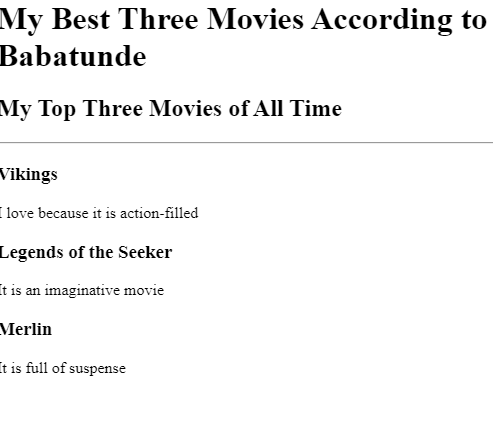 My Best Three Movies According to
Babatunde
My Top Three Movies of All Time
Vikings
I love because it is action-filled
Legends of the Seeker
It is an imaginative movie
Merlin
It is full of suspense